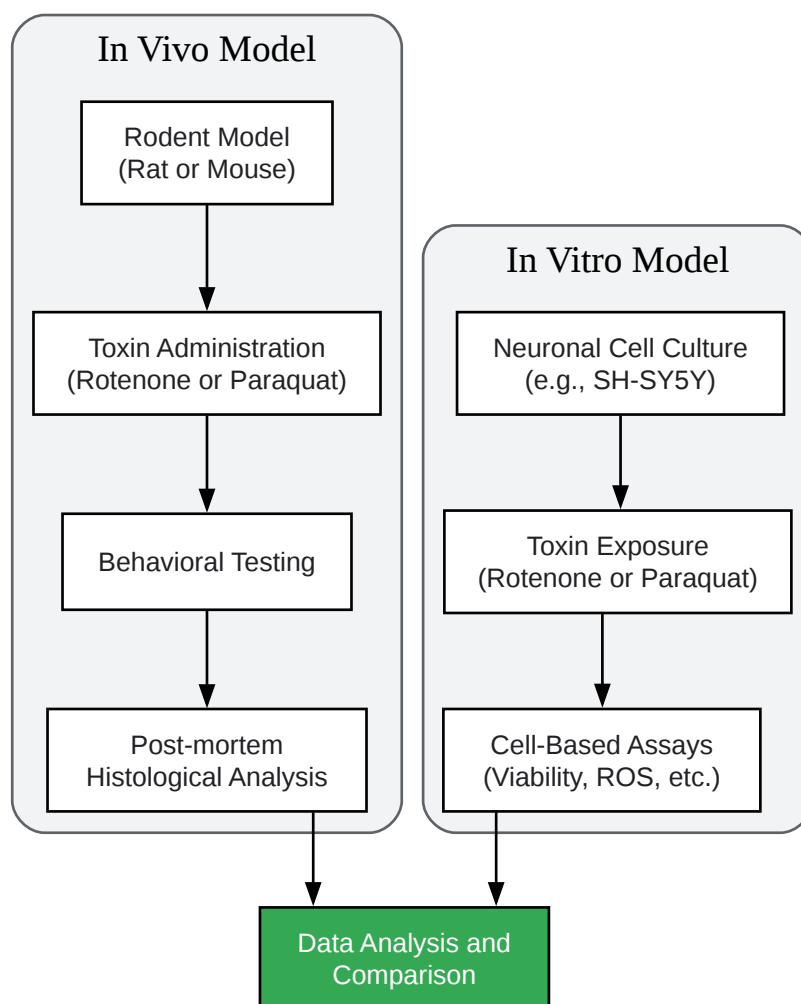 In Vivo Model
Rodent Model
(Rat or Mouse)
Toxin Administration
(Rotenone or Paraquat)
Behavioral Testing
Post-mortem
Histological Analysis
In Vitro Model
Neuronal Cell Culture
(e.g., SH-SY5Y)
Toxin Exposure
(Rotenone or Paraquat)
Cell-Based Assays
(Viability, ROS, etc.)
Data Analysis and
Comparison